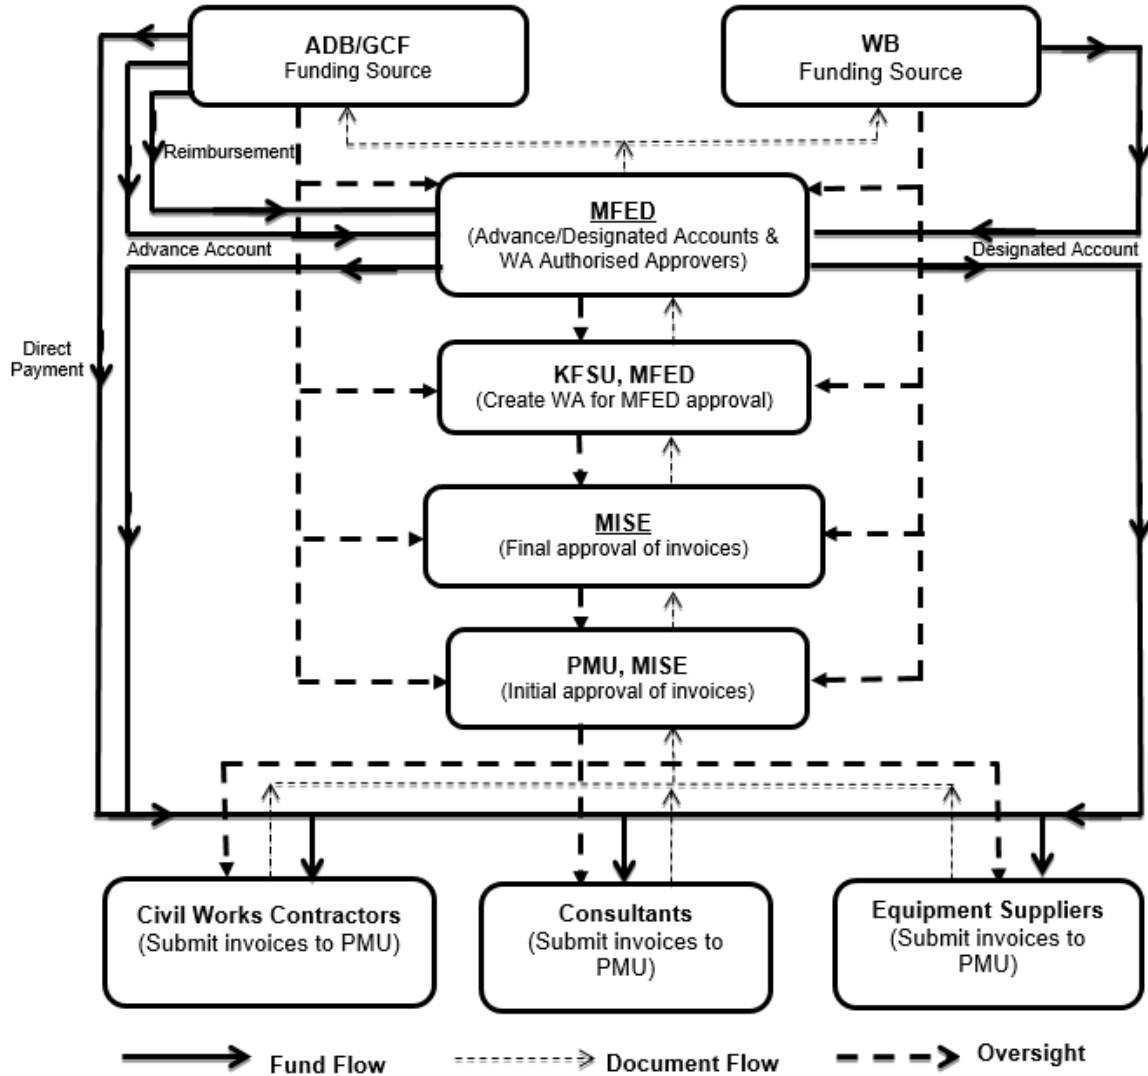 ADB/GCF
Funding Source
WB
Funding Source
Reimbursement
MFED
(Advance/Designated Accounts &
WA Authorised Approvers)
Advance Account
Designated Account
Direct
Payment
KFSU, MFED
(Create WA for MFED approval)
MISE
(Final approval of invoices)
PMU, MISE
(Initial approval of invoices)
Civil Works Contractors
(Submit invoices to PMU)
Consultants
(Submit invoices to
PMU)
Equipment Suppliers
(Submit invoices to
PMU)
Fund Flow
Document Flow
Oversight